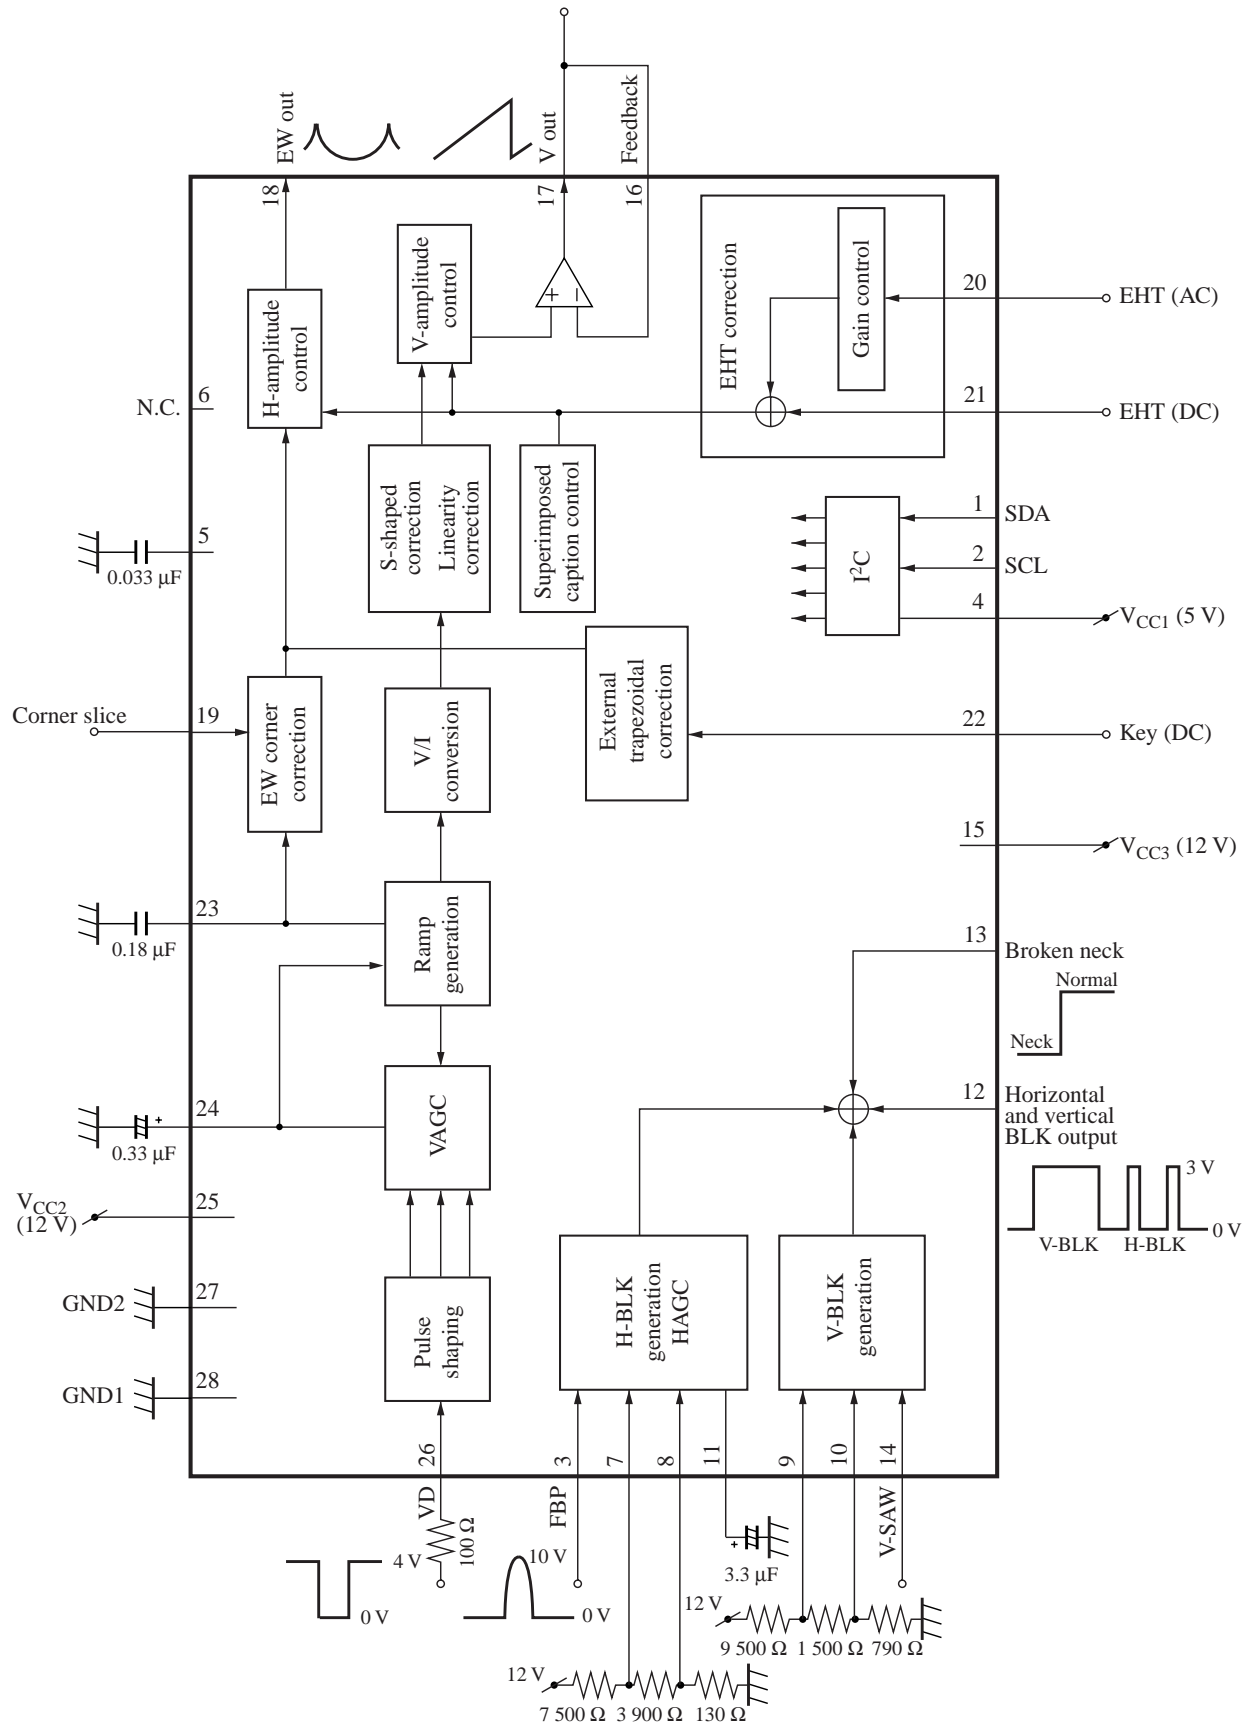 EW out
V out
Feedback
18
17
16
H-amplitude
control
V-amplitude
control
+
−
EHT correction
Gain control
20
EHT (AC)
21
EHT (DC)
N.C.
6
5
0.033 µF
S-shaped
correction
Linearity
correction
Superimposed
caption control
I²C
1
SDA
2
SCL
4
VCC1 (5 V)
Corner slice
19
EW corner
correction
V/I
conversion
External
trapezoidal
correction
22
Key (DC)
15
VCC3 (12 V)
23
0.18 µF
Ramp
generation
13
Broken neck
Normal
Neck
24
+
0.33 µF
VAGC
12
Horizontal
and vertical
BLK output
3 V
0 V
V-BLK
H-BLK
VCC2
(12 V)
25
GND2
27
GND1
28
Pulse
shaping
H-BLK
generation
HAGC
V-BLK
generation
26
3
7
8
11
9
10
14
VD
FBP
V-SAW
100 Ω
4 V
0 V
10 V
0 V
+
3.3 µF
12 V
9 500 Ω
1 500 Ω
790 Ω
12 V
7 500 Ω
3 900 Ω
130 Ω